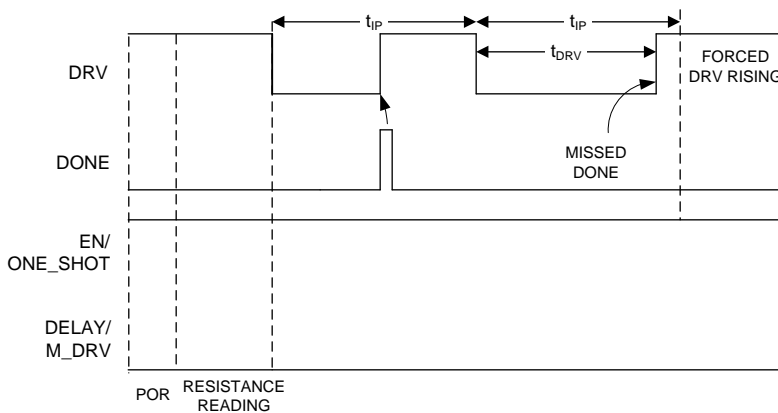 t_IP
t_IP
DRV
t_DRV
FORCED
DRV RISING
MISSED
DONE
DONE
EN/
ONE_SHOT
DELAY/
M_DRV
POR
RESISTANCE
READING